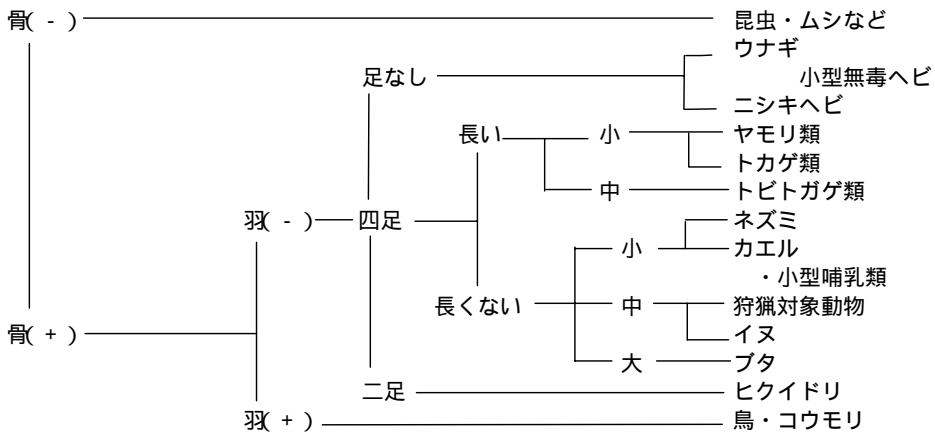 骨( - ) 昆虫・ムシなど
ウナギ
足なし 小型無毒ヘビ
ニシキヘビ
長い 小 ヤモリ類
トカゲ類
中 トビトガゲ類
羽( - ) 四足 ネズミ
小 カエル
・小型哺乳類
長くない 中 狩猟対象動物
骨( + ) イヌ
大 ブタ
二足 ヒクイドリ
羽( + ) 鳥・コウモリ